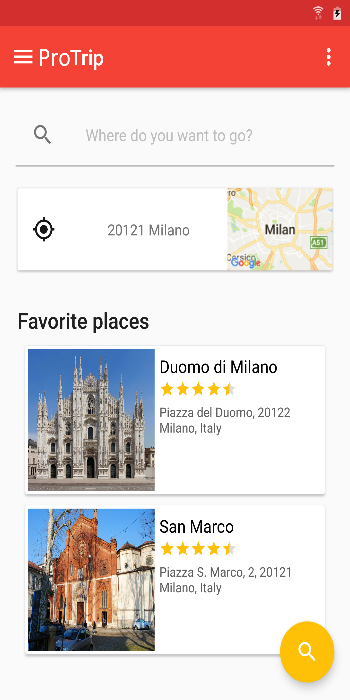 ProTrip
Where do you want to go?
20121 Milano
Milan
A51
Google
Favorite places
Duomo di Milano
Piazza del Duomo, 20122
Milano, Italy
San Marco
Piazza S. Marco, 2, 20121
Milano, Italy